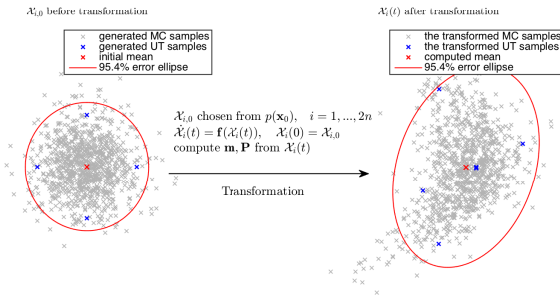 𝒳ᵢ,₀ before transformation
generated MC samples
generated UT samples
initial mean
95.4% error ellipse
𝒳ᵢ,₀ chosen from p(𝐱₀), i = 1, ..., 2n
𝒳̇ᵢ(t) = 𝐟(𝒳ᵢ(t)), 𝒳ᵢ(0) = 𝒳ᵢ,₀
compute 𝐦, 𝐏 from 𝒳ᵢ(t)
Transformation
𝒳ᵢ(t) after transformation
the transformed MC samples
the transformed UT samples
computed mean
95.4% error ellipse